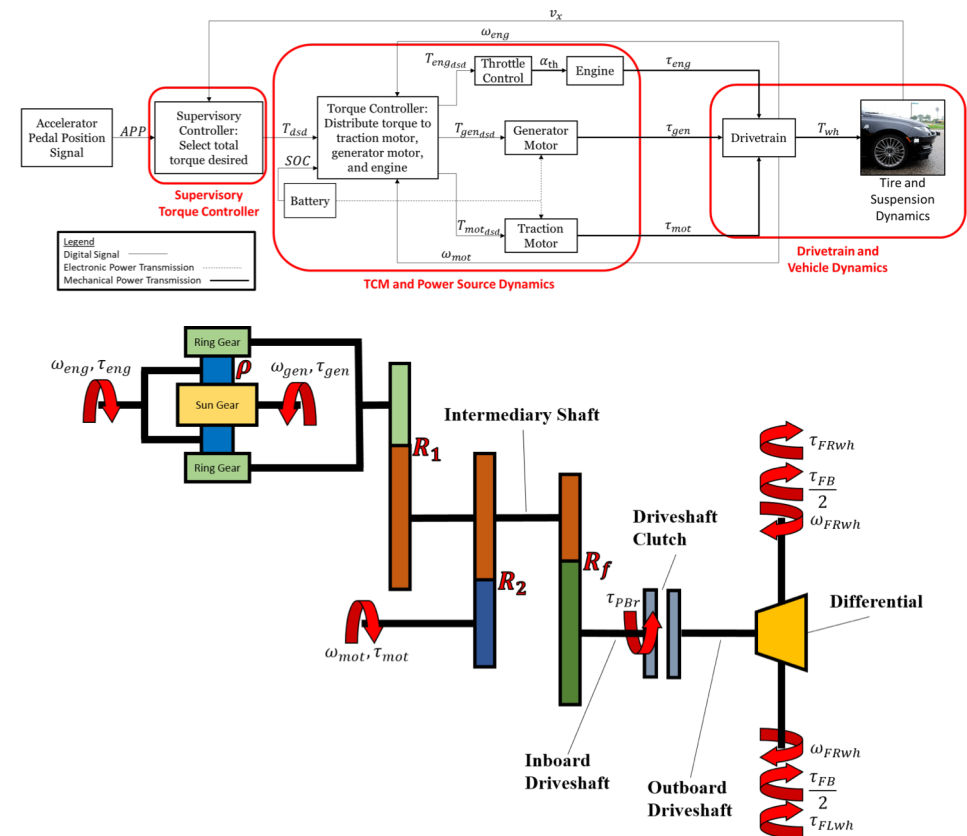 v_x
ω_eng
T_eng_dsd
Throttle
Control
α_th
Engine
τ_eng
Accelerator
Pedal Position
Signal
APP
Supervisory
Controller:
Select total
torque desired
T_dsd
SOC
Torque Controller:
Distribute torque to
traction motor,
generator motor,
and engine
T_gen_dsd
Generator
Motor
τ_gen
Drivetrain
T_wh
Tire and
Suspension
Dynamics
Supervisory
Torque Controller
Battery
T_mot_dsd
Traction
Motor
τ_mot
ω_mot
Drivetrain and
Vehicle Dynamics
TCM and Power Source Dynamics
Legend
Digital Signal
Electronic Power Transmission
Mechanical Power Transmission
Ring Gear
ω_eng, τ_eng
ρ
ω_gen, τ_gen
Sun Gear
Ring Gear
R_1
Intermediary Shaft
τ_FRwh
τ_FB
2
ω_FRwh
Driveshaft
Clutch
R_2
R_f
τ_PBr
Differential
ω_mot, τ_mot
Inboard
Driveshaft
Outboard
Driveshaft
ω_FRwh
τ_FB
2
τ_FLwh